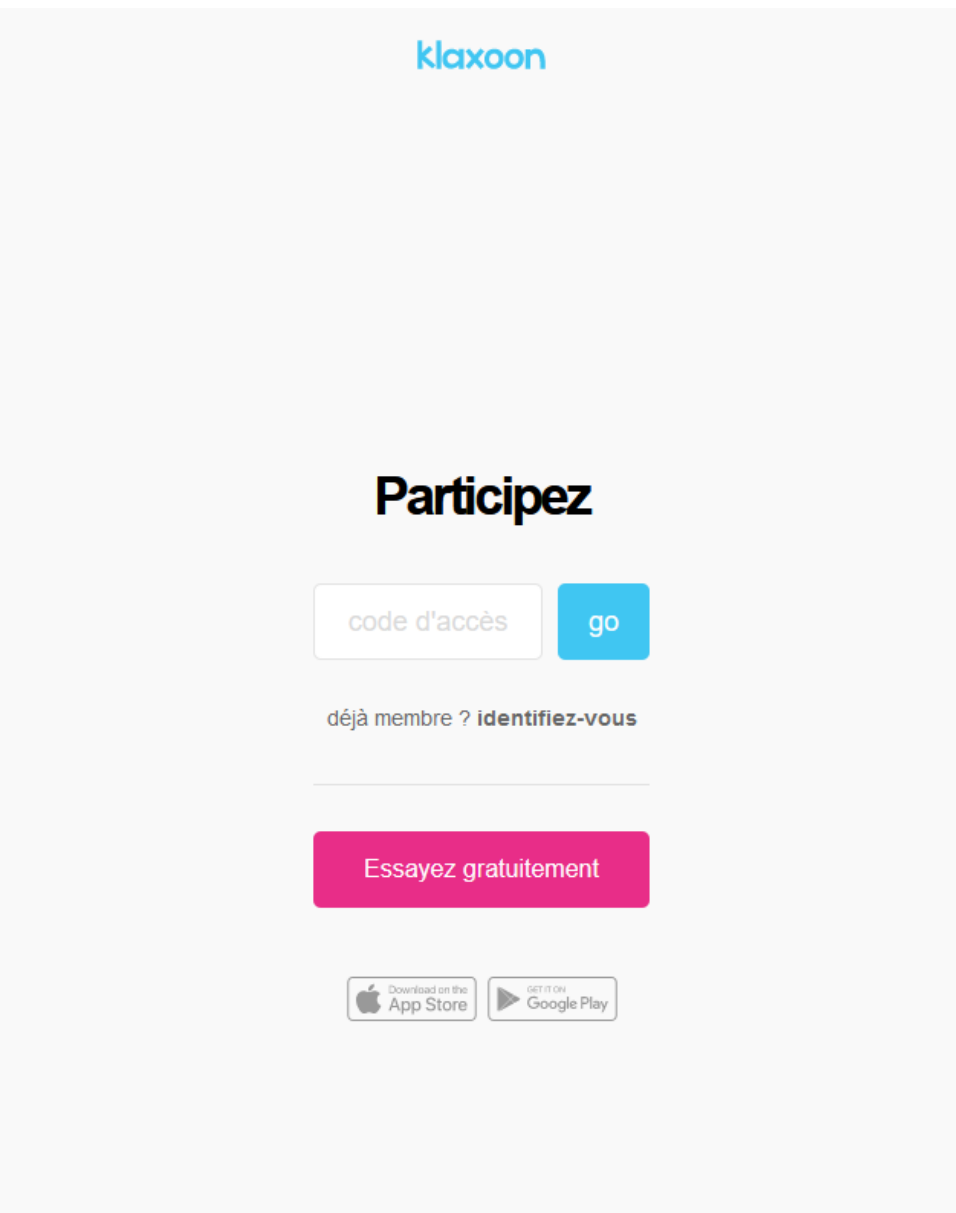 klaxoon
Participez
code d'accès
go
déjà membre ? identifiez-vous
Essayez gratuitement
Download on the
App Store
GET IT ON
Google Play